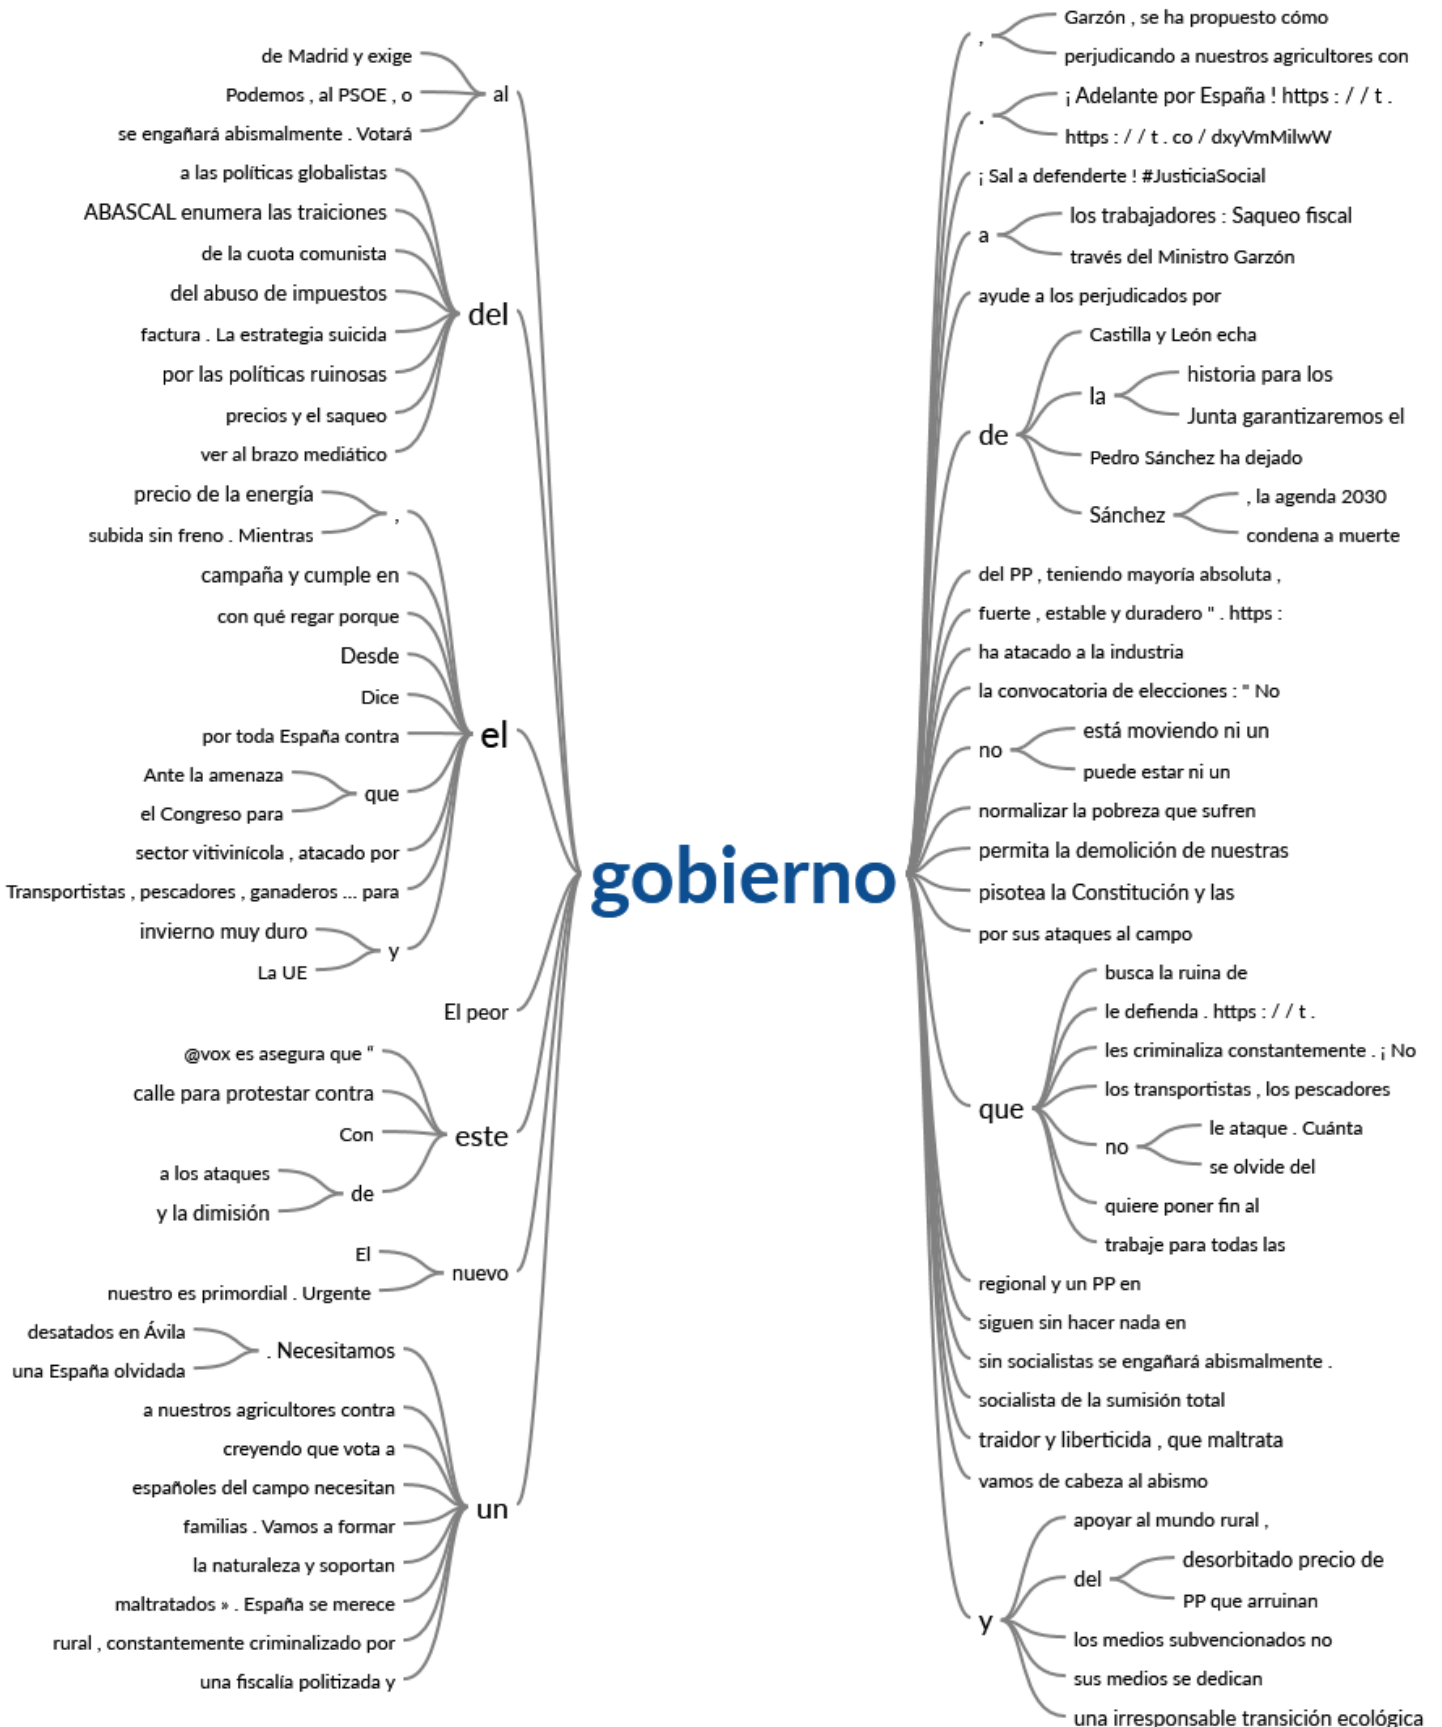 de Madrid y exige
Podemos , al PSOE , o
se engañará abismalmente . Votará
al
a las políticas globalistas
ABASCAL enumera las traiciones
de la cuota comunista
del abuso de impuestos
factura . La estrategia suicida
por las políticas ruinosas
precios y el saqueo
ver al brazo mediático
del
precio de la energía
subida sin freno . Mientras
,
campaña y cumple en
con qué regar porque
Desde
Dice
por toda España contra
Ante la amenaza
el Congreso para
que
sector vitivinícola , atacado por
Transportistas , pescadores , ganaderos ... para
invierno muy duro
La UE
y
el
El peor
@vox es asegura que “
calle para protestar contra
Con
a los ataques
y la dimisión
de
este
El
nuestro es primordial . Urgente
nuevo
desatados en Ávila
una España olvidada
. Necesitamos
a nuestros agricultores contra
creyendo que vota a
españoles del campo necesitan
familias . Vamos a formar
la naturaleza y soportan
maltratados » . España se merece
rural , constantemente criminalizado por
una fiscalía politizada y
un
gobierno
,
Garzón , se ha propuesto cómo
perjudicando a nuestros agricultores con
.
¡ Adelante por España ! https : / / t .
https : / / t . co / dxyVmMilwW
¡ Sal a defenderte ! #JusticiaSocial
a
los trabajadores : Saqueo fiscal
través del Ministro Garzón
ayude a los perjudicados por
de
Castilla y León echa
la
historia para los
Junta garantizaremos el
Pedro Sánchez ha dejado
Sánchez
, la agenda 2030
condena a muerte
del PP , teniendo mayoría absoluta ,
fuerte , estable y duradero " . https :
ha atacado a la industria
la convocatoria de elecciones : " No
no
está moviendo ni un
puede estar ni un
normalizar la pobreza que sufren
permita la demolición de nuestras
pisotea la Constitución y las
por sus ataques al campo
que
busca la ruina de
le defienda . https : / / t .
les criminaliza constantemente . ¡ No
los transportistas , los pescadores
no
le ataque . Cuánta
se olvide del
quiere poner fin al
trabaje para todas las
regional y un PP en
siguen sin hacer nada en
sin socialistas se engañará abismalmente .
socialista de la sumisión total
traidor y liberticida , que maltrata
vamos de cabeza al abismo
y
apoyar al mundo rural ,
del
desorbitado precio de
PP que arruinan
los medios subvencionados no
sus medios se dedican
una irresponsable transición ecológica